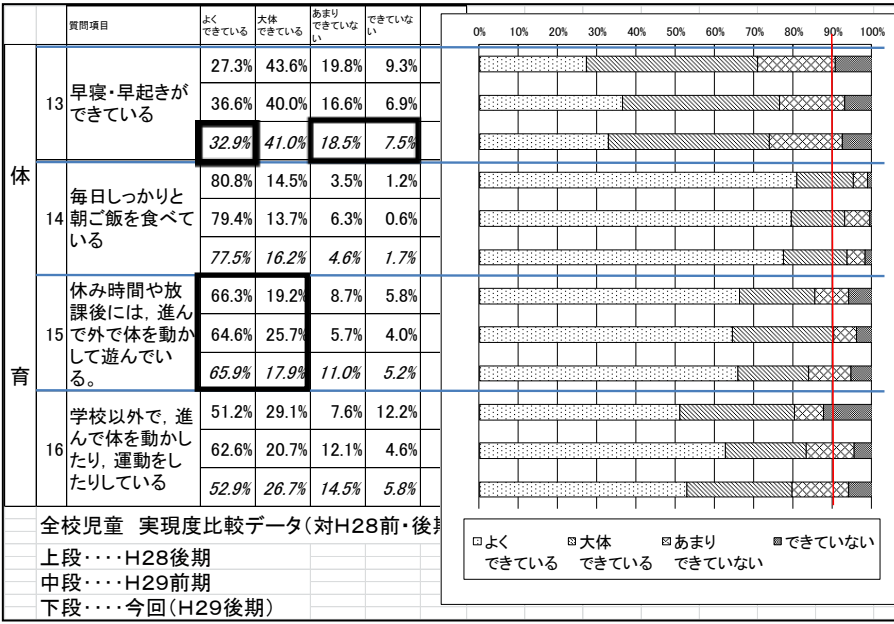 質問項目 よく できている 大体 できている あまり できていな い できていな い
0% 10% 20% 30% 40% 50% 60% 70% 80% 90% 100%
体
育
13 早寝・早起きが
できている
27.3% 43.6% 19.8% 9.3%
36.6% 40.0% 16.6% 6.9%
32.9% 41.0% 18.5% 7.5%
14 毎日しっかりと
朝ご飯を食べて
いる
80.8% 14.5% 3.5% 1.2%
79.4% 13.7% 6.3% 0.6%
77.5% 16.2% 4.6% 1.7%
15 休み時間や放
課後には，進ん
で外で体を動か
して遊んでい
る。
66.3% 19.2% 8.7% 5.8%
64.6% 25.7% 5.7% 4.0%
65.9% 17.9% 11.0% 5.2%
16 学校以外で，進
んで体を動かし
たり，運動をし
たりしている
51.2% 29.1% 7.6% 12.2%
62.6% 20.7% 12.1% 4.6%
52.9% 26.7% 14.5% 5.8%
全校児童 実現度比較データ（対H28前・後
上段････H28後期
中段････H29前期
下段････今回（H29後期）
よく できている 大体 できている あまり できていない できていない